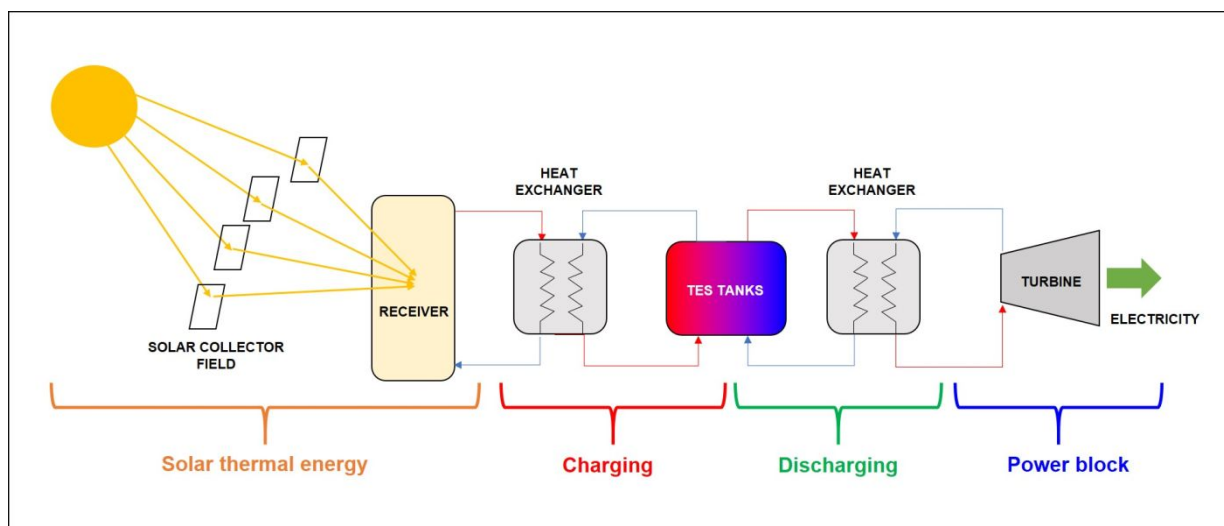 HEAT
EXCHANGER
HEAT
EXCHANGER
RECEIVER
TES TANKS
TURBINE
ELECTRICITY
SOLAR COLLECTOR
FIELD
Solar thermal energy
Charging
Discharging
Power block